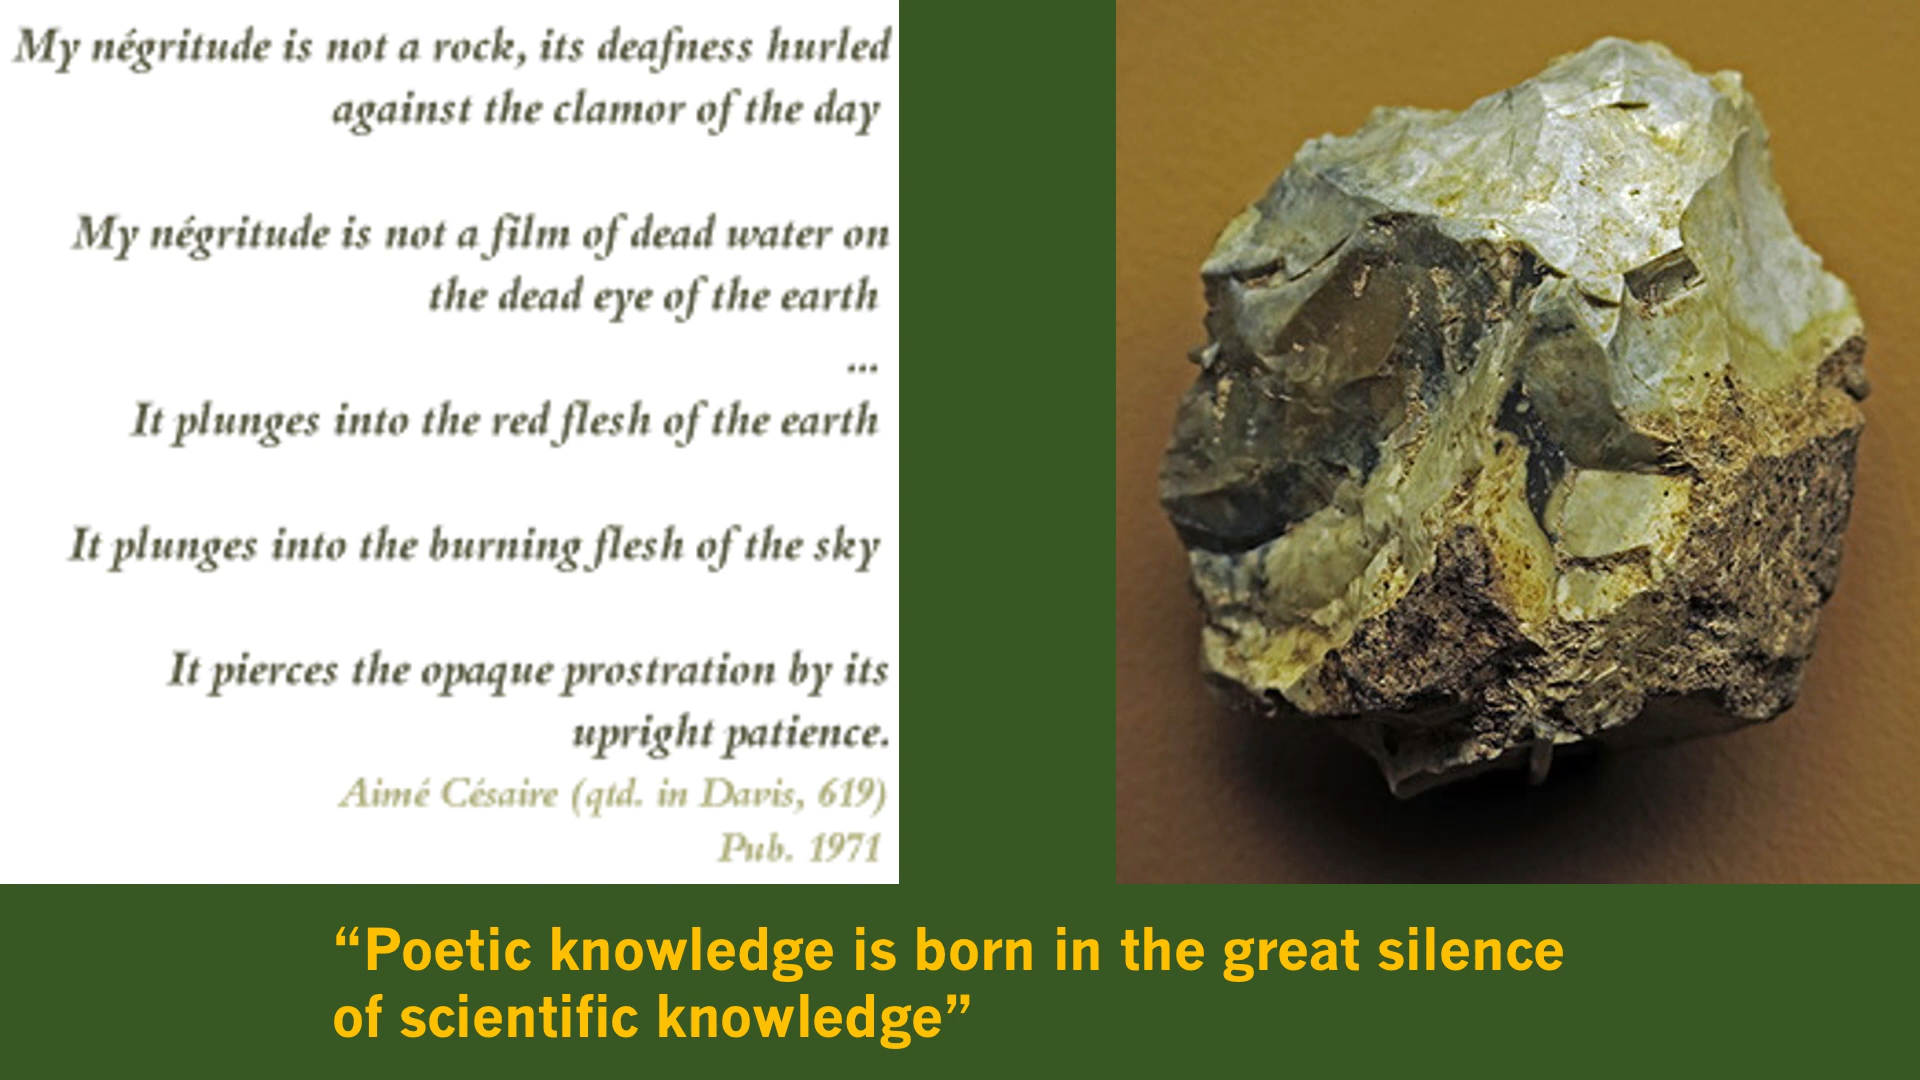 My négritude is not a rock, its deafness hurled
against the clamor of the day
My négritude is not a film of dead water on
the dead eye of the earth
...
It plunges into the red flesh of the earth
It plunges into the burning flesh of the sky
It pierces the opaque prostration by its
upright patience.
Aimé Césaire (qtd. in Davis, 619)
Pub. 1971
“Poetic knowledge is born in the great silence
of scientific knowledge”